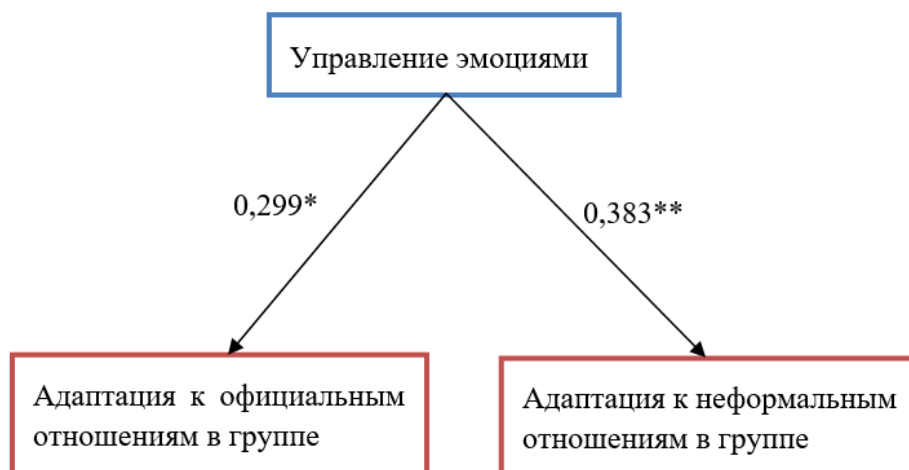 Управление эмоциями
0,299*
0,383**
Адаптация к официальным
отношениям в группе
Адаптация к неформальным
отношениям в группе